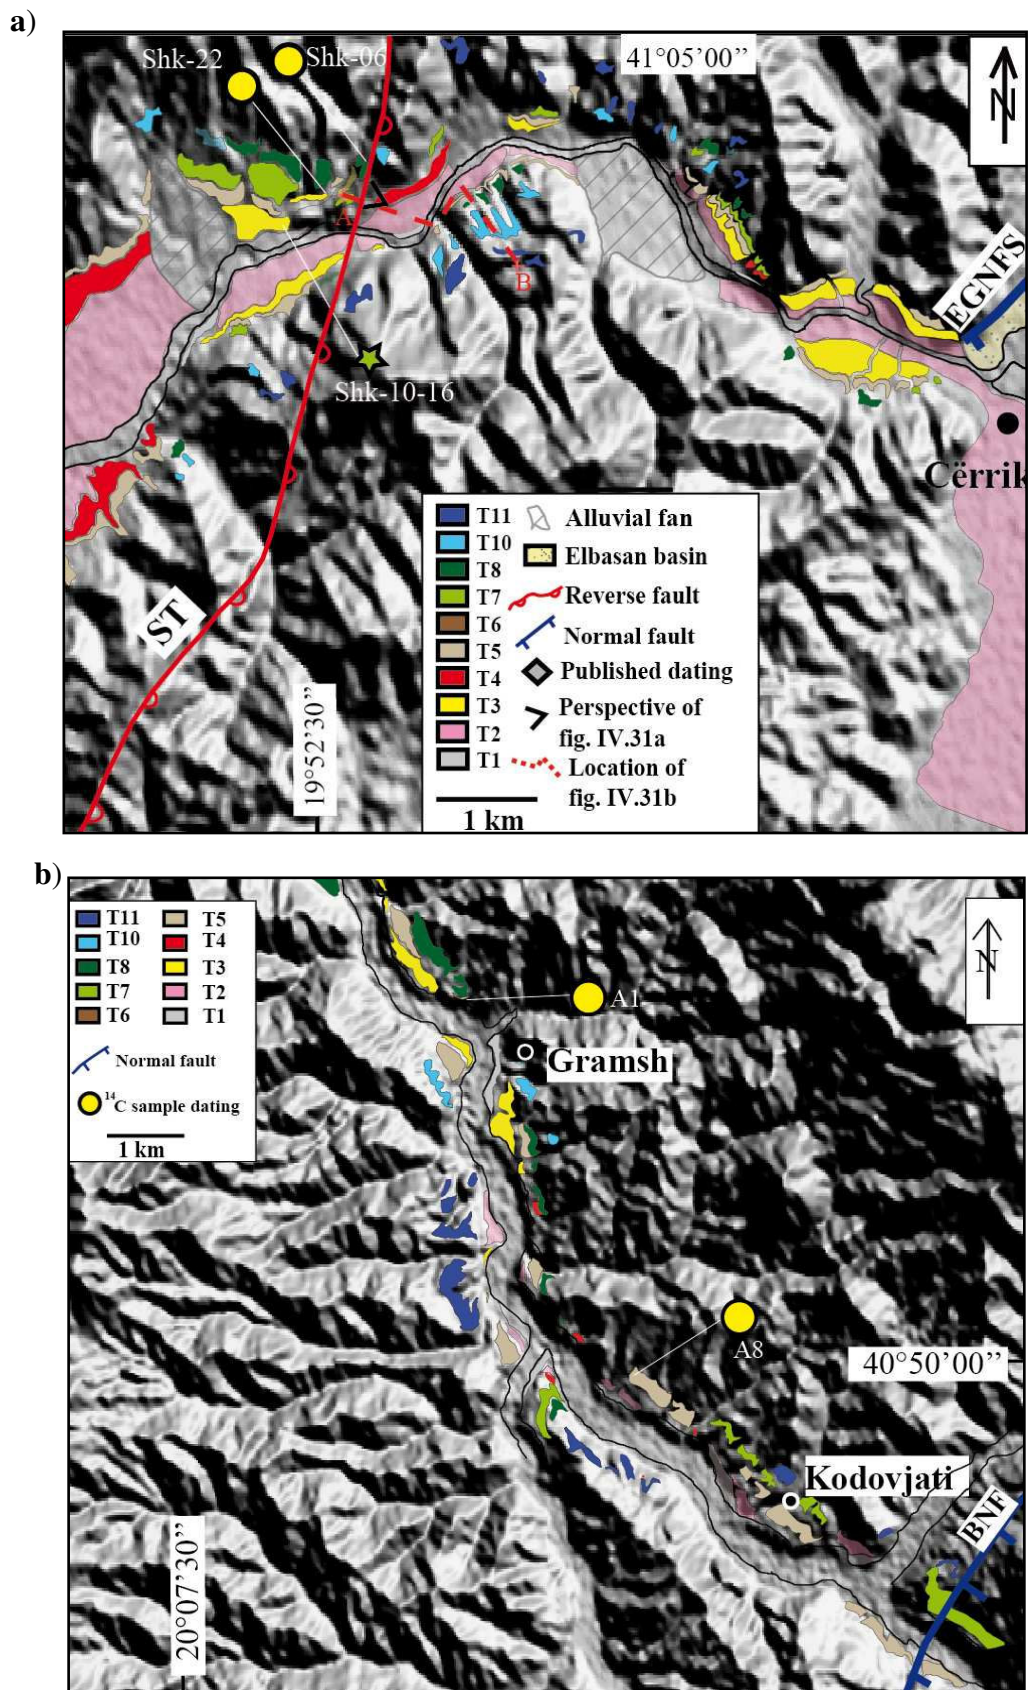 a)
Shk-22
Shk-06
41°05'00''
N
A
B
EGNFS
Shk-10-16
Cërrik
ST
19°52'30''
T11
T10
T8
T7
T6
T5
T4
T3
T2
T1
Alluvial fan
Elbasan basin
Reverse fault
Normal fault
Published dating
Perspective of
fig. IV.31a
Location of
fig. IV.31b
1 km
b)
T11
T10
T8
T7
T6
T5
T4
T3
T2
T1
Normal fault
14C sample dating
1 km
N
A1
Gramsh
A8
40°50'00''
Kodovjati
BNF
20°07'30''